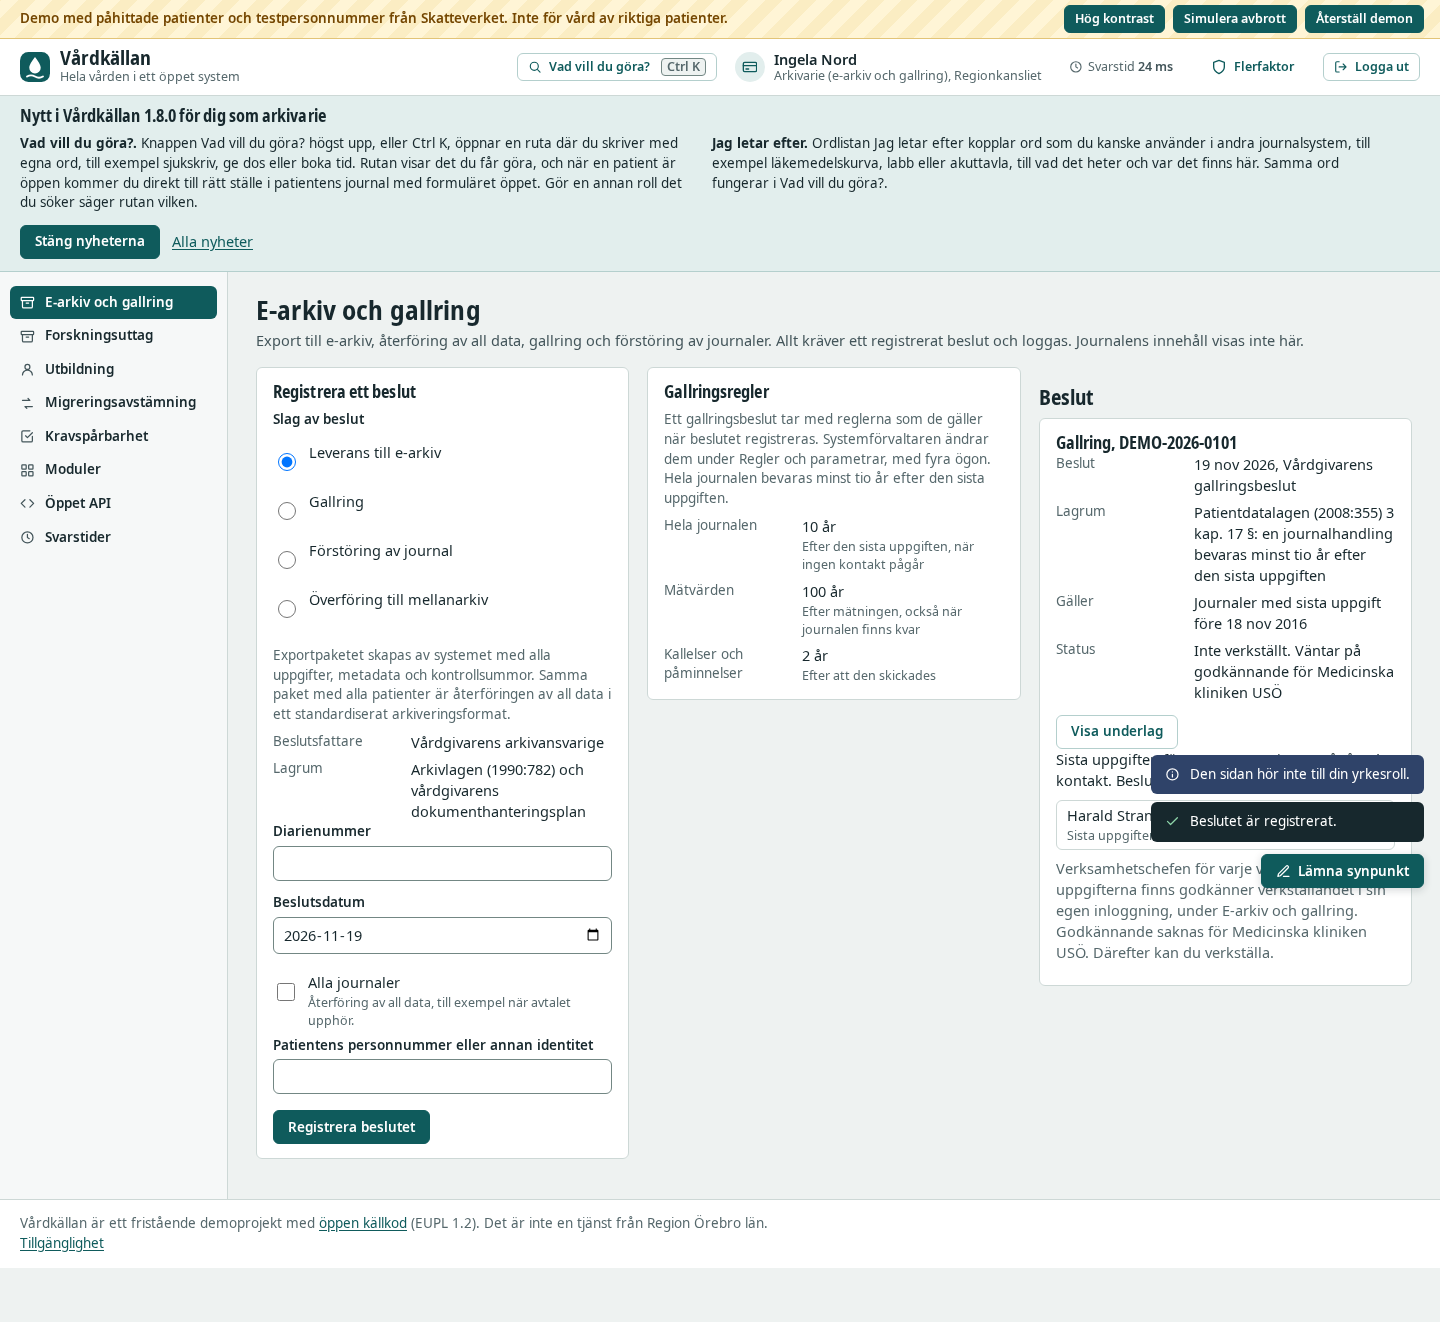 Demo med påhittade patienter och testpersonnummer från Skatteverket. Inte för vård av riktiga patienter.
Hög kontrast
Simulera avbrott
Återställ demon
Vårdkällan
Hela vården i ett öppet system
Vad vill du göra? Ctrl K
Ingela Nord
Arkivarie (e-arkiv och gallring), Regionkansliet
Svarstid 24 ms
Flerfaktor
Logga ut
Nytt i Vårdkällan 1.8.0 för dig som arkivarie
Vad vill du göra?. Knappen Vad vill du göra? högst upp, eller Ctrl K, öppnar en ruta där du skriver med
egna ord, till exempel sjukskriv, ge dos eller boka tid. Rutan visar det du får göra, och när en patient är
öppen kommer du direkt till rätt ställe i patientens journal med formuläret öppet. Gör en annan roll det
du söker säger rutan vilken.
Jag letar efter. Ordlistan Jag letar efter kopplar ord som du kanske använder i andra journalsystem, till
exempel läkemedelskurva, labb eller akuttavla, till vad det heter och var det finns här. Samma ord
fungerar i Vad vill du göra?.
Stäng nyheterna
Alla nyheter
E-arkiv och gallring
Forskningsuttag
Utbildning
Migreringsavstämning
Kravspårbarhet
Moduler
Öppet API
Svarstider
E-arkiv och gallring
Export till e-arkiv, återföring av all data, gallring och förstöring av journaler. Allt kräver ett registrerat beslut och loggas. Journalens innehåll visas inte här.
Registrera ett beslut
Slag av beslut
Leverans till e-arkiv
Gallring
Förstöring av journal
Överföring till mellanarkiv
Exportpaketet skapas av systemet med alla
uppgifter, metadata och kontrollsummor. Samma
paket med alla patienter är återföringen av all data i
ett standardiserat arkiveringsformat.
Beslutsfattare
Vårdgivarens arkivansvarige
Lagrum
Arkivlagen (1990:782) och
vårdgivarens
dokumenthanteringsplan
Diarienummer
Beslutsdatum
2026-11-19
Alla journaler
Återföring av all data, till exempel när avtalet
upphör.
Patientens personnummer eller annan identitet
Registrera beslutet
Gallringsregler
Ett gallringsbeslut tar med reglerna som de gäller
när beslutet registreras. Systemförvaltaren ändrar
dem under Regler och parametrar, med fyra ögon.
Hela journalen bevaras minst tio år efter den sista
uppgiften.
Hela journalen
10 år
Efter den sista uppgiften, när
ingen kontakt pågår
Mätvärden
100 år
Efter mätningen, också när
journalen finns kvar
Kallelser och
påminnelser
2 år
Efter att den skickades
Beslut
Gallring, DEMO-2026-0101
Beslut
19 nov 2026, Vårdgivarens
gallringsbeslut
Lagrum
Patientdatalagen (2008:355) 3
kap. 17 §: en journalhandling
bevaras minst tio år efter
den sista uppgiften
Gäller
Journaler med sista uppgift
före 18 nov 2016
Status
Inte verkställt. Väntar på
godkännande för Medicinska
kliniken USÖ
Visa underlag
Sista uppgiften
kontakt.
Den sidan hör inte till din yrkesroll.
Harald
Sista
Beslutet är registrerat.
Verksamhetschefen för varje
Lämna synpunkt
uppgifterna finns godkänner verkställandet i sin
egen inloggning, under E-arkiv och gallring.
Godkännande saknas för Medicinska kliniken
USÖ. Därefter kan du verkställa.
Vårdkällan är ett fristående demoprojekt med öppen källkod (EUPL 1.2). Det är inte en tjänst från Region Örebro län.
Tillgänglighet